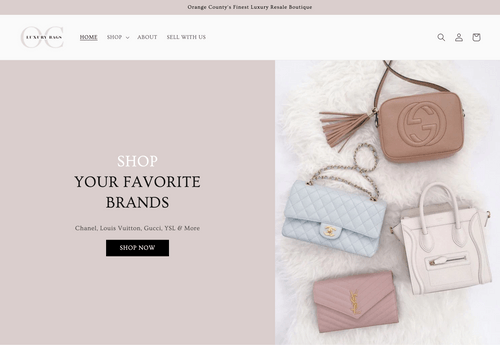 Orange County's Finest Luxury Resale Boutique
OC
LUXURY BAGS
HOME
SHOP
ABOUT
SELL WITH US
SHOP
YOUR FAVORITE
BRANDS
Chanel, Louis Vuitton, Gucci, YSL & More
SHOP NOW